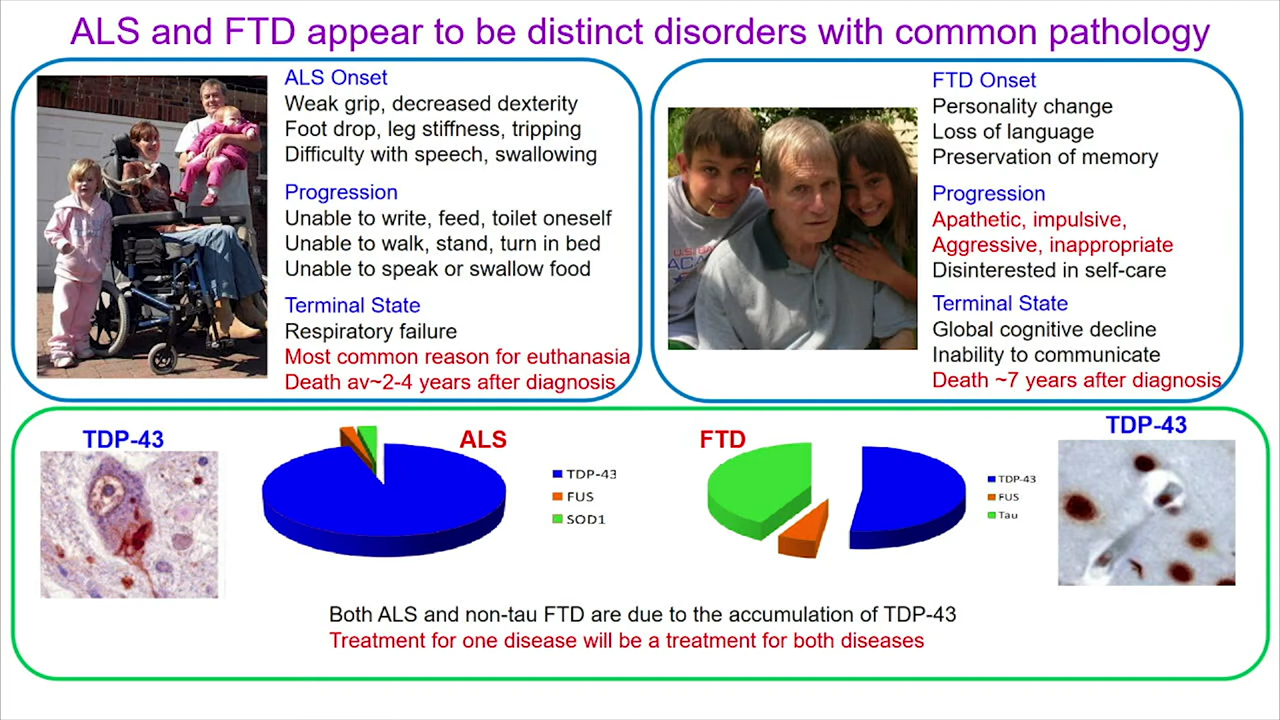 ALS and FTD appear to be distinct disorders with common pathology
ALS Onset
Weak grip, decreased dexterity
Foot drop, leg stiffness, tripping
Difficulty with speech, swallowing
Progression
Unable to write, feed, toilet oneself
Unable to walk, stand, turn in bed
Unable to speak or swallow food
Terminal State
Respiratory failure
Most common reason for euthanasia
Death av~2-4 years after diagnosis
FTD Onset
Personality change
Loss of language
Preservation of memory
Progression
Apathetic, impulsive,
Aggressive, inappropriate
Disinterested in self-care
Terminal State
Global cognitive decline
Inability to communicate
Death ~7 years after diagnosis
TDP-43
ALS
TDP-43
FUS
SOD1
FTD
TDP-43
FUS
Tau
TDP-43
Both ALS and non-tau FTD are due to the accumulation of TDP-43
Treatment for one disease will be a treatment for both diseases